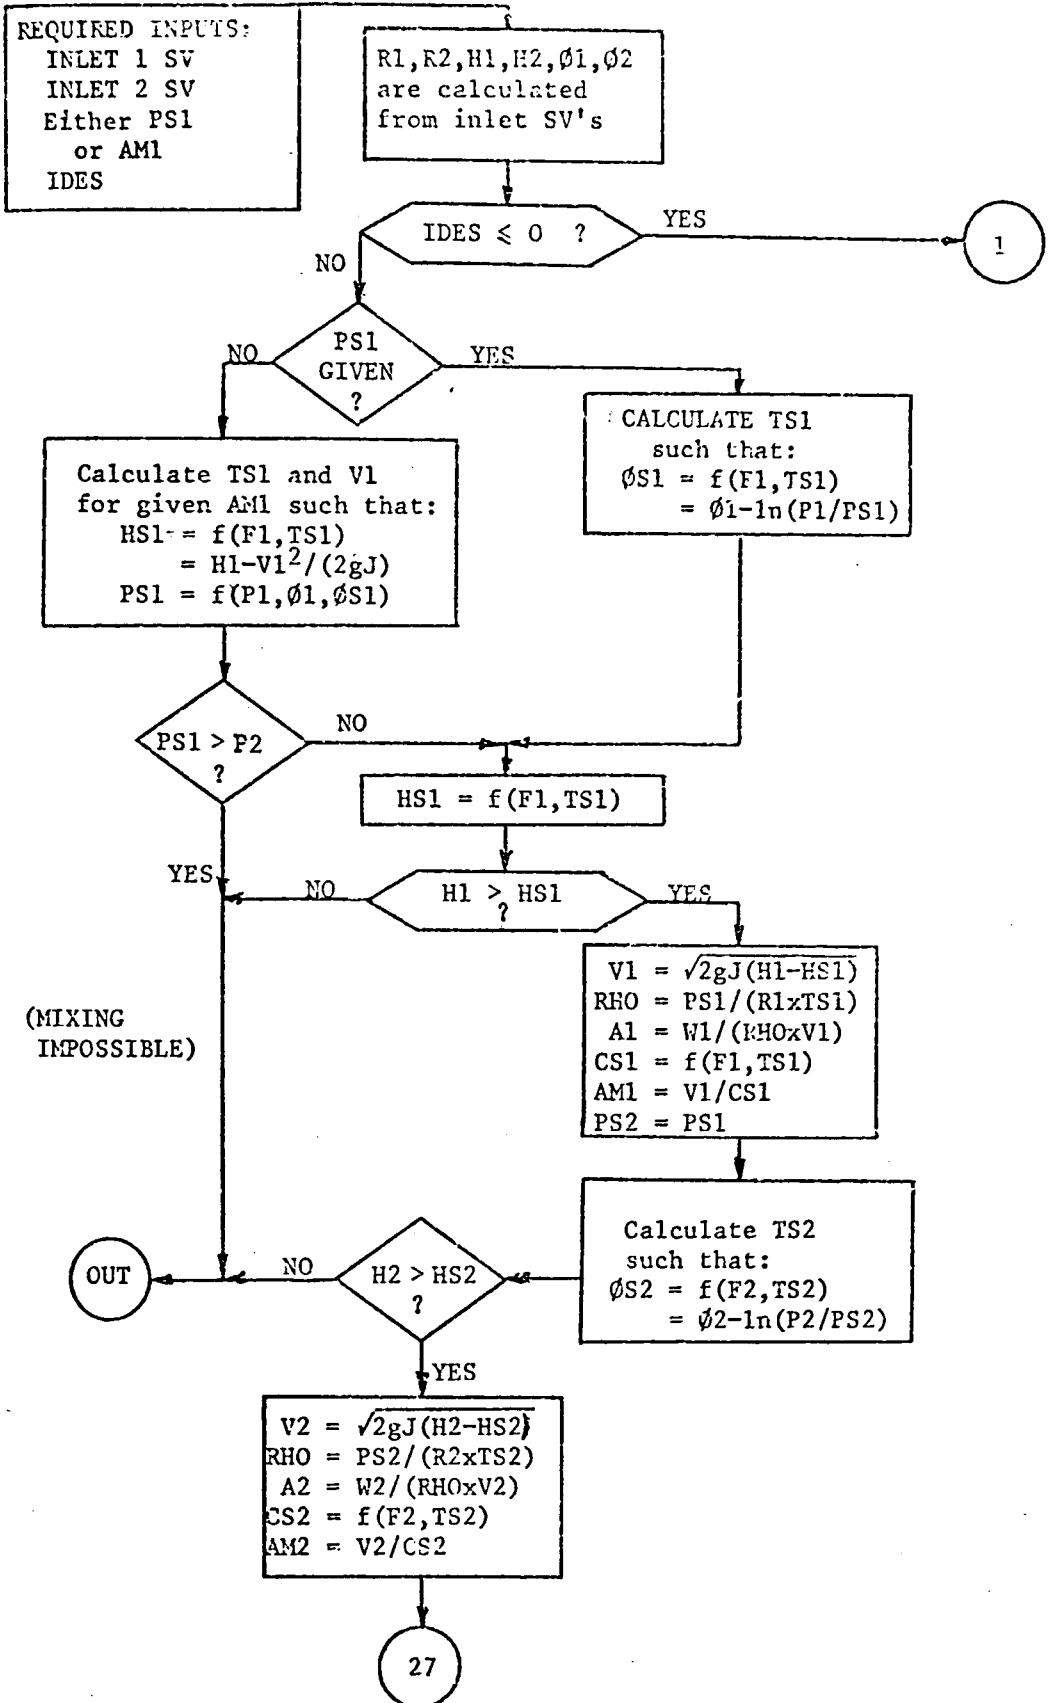 REQUIRED INPUTS:
INLET 1 SV
INLET 2 SV
Either PS1
or AM1
IDES
R1,R2,H1,H2,Ø1,Ø2
are calculated
from inlet SV's
IDES ⩽ 0 ?
YES
1
NO
PS1
GIVEN
?
NO
YES
CALCULATE TS1
such that:
ØS1 = f(F1,TS1)
= Ø1-ln(P1/PS1)
Calculate TS1 and V1
for given AM1 such that:
HS1 = f(F1,TS1)
= H1-V1²/(2gJ)
PS1 = f(P1,Ø1,ØS1)
PS1 > P2
?
NO
HS1 = f(F1,TS1)
YES
NO
H1 > HS1
?
YES
V1 = √2gJ(H1-HS1)
RHO = PS1/(R1xTS1)
A1 = W1/(RHOxV1)
CS1 = f(F1,TS1)
AM1 = V1/CS1
PS2 = PS1
(MIXING
IMPOSSIBLE)
Calculate TS2
such that:
ØS2 = f(F2,TS2)
= Ø2-ln(P2/PS2)
OUT
NO
H2 > HS2
?
YES
V2 = √2gJ(H2-HS2)
RHO = PS2/(R2xTS2)
A2 = W2/(RHOxV2)
CS2 = f(F2,TS2)
AM2 = V2/CS2
27